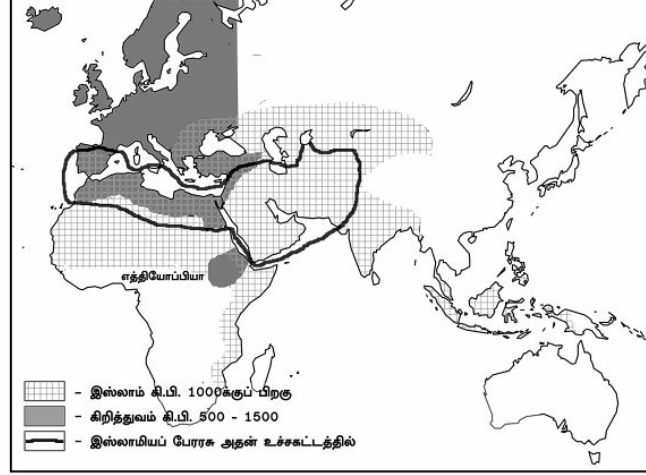 எத்தியோப்பியா
- இஸ்லாம் கி.பி. 1000க்குப் பிறகு
- கிறித்துவம் கி.பி. 500 - 1500
- இஸ்லாமியப் பேரரசு அதன் உச்சகட்டத்தில்